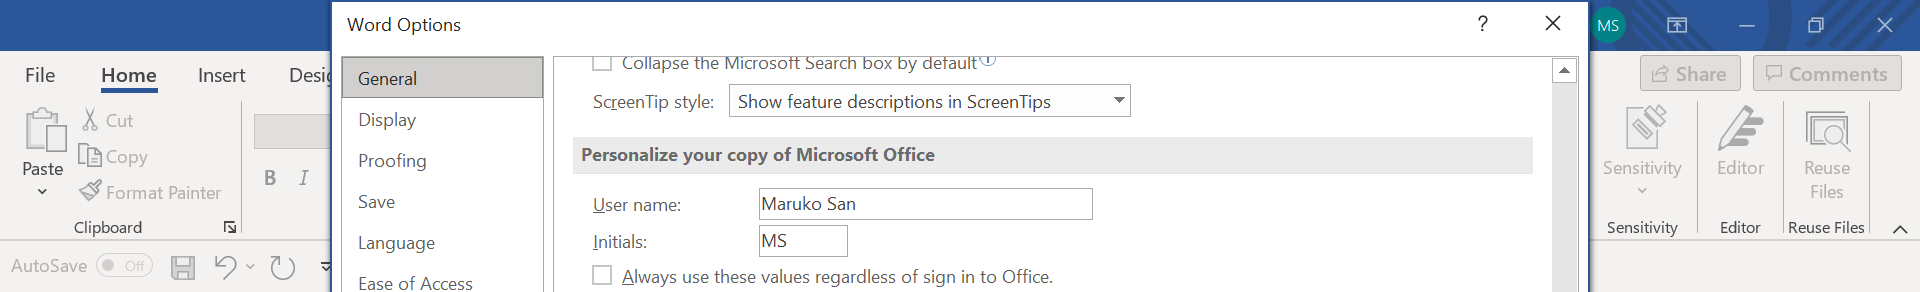 Word Options
?
MS
File
Home
Insert
Desi
Share
Comments
General
Display
Proofing
Save
Language
Ease of Access
Collapse the Microsoft Search box by default
ScreenTip style:
Show feature descriptions in ScreenTips
Personalize your copy of Microsoft Office
User name:
Maruko San
Initials:
MS
Always use these values regardless of sign in to Office.
Paste
Cut
Copy
Format Painter
B I
Clipboard
AutoSave
Off
Sensitivity
Editor
Reuse
Files
Sensitivity
Editor
Reuse Files